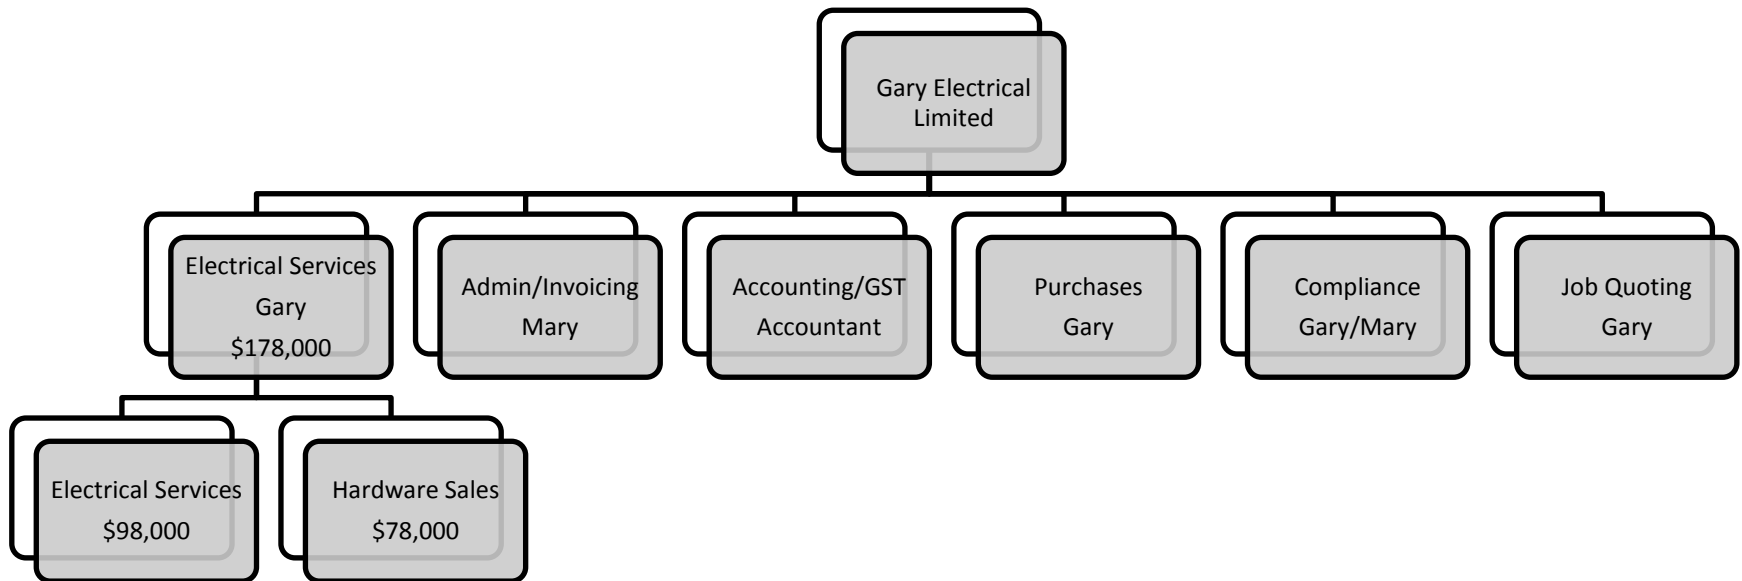 Gary Electrical
Limited
Electrical Services
Gary
$178,000
Admin/Invoicing
Mary
Accounting/GST
Accountant
Purchases
Gary
Compliance
Gary/Mary
Job Quoting
Gary
Electrical Services
$98,000
Hardware Sales
$78,000